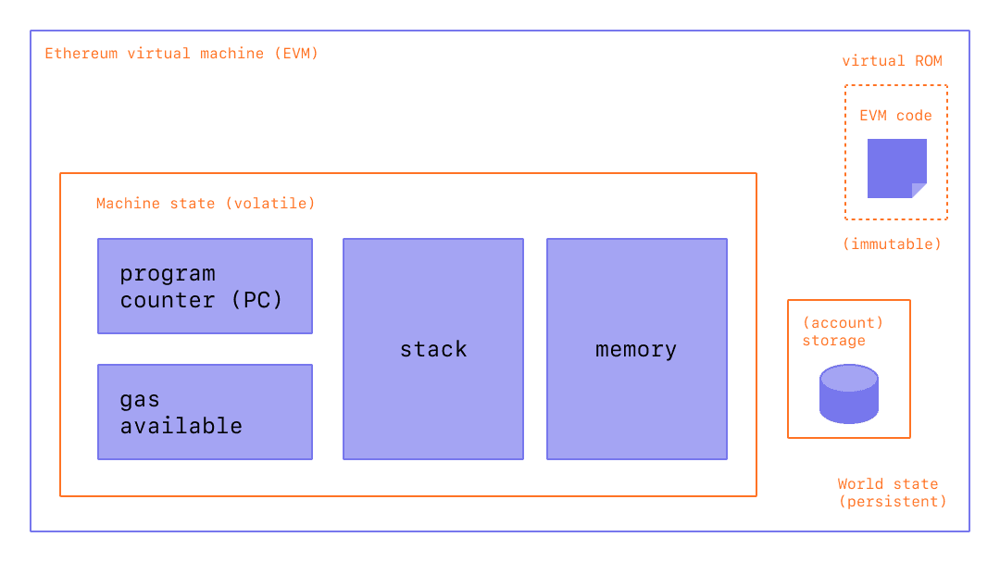 Ethereum virtual machine (EVM)
virtual ROM
EVM code
(immutable)
Machine state (volatile)
program
counter (PC)
gas
available
stack
memory
(account)
storage
World state
(persistent)